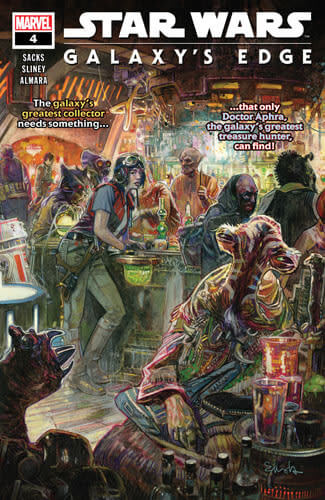 MARVEL
4
SACKS
SLINEY
ALMARA
STAR WARS
GALAXY'S EDGE
The galaxy's
greatest collector
needs something...
...that only
Doctor Aphra,
the galaxy's greatest
treasure hunter,
can find!